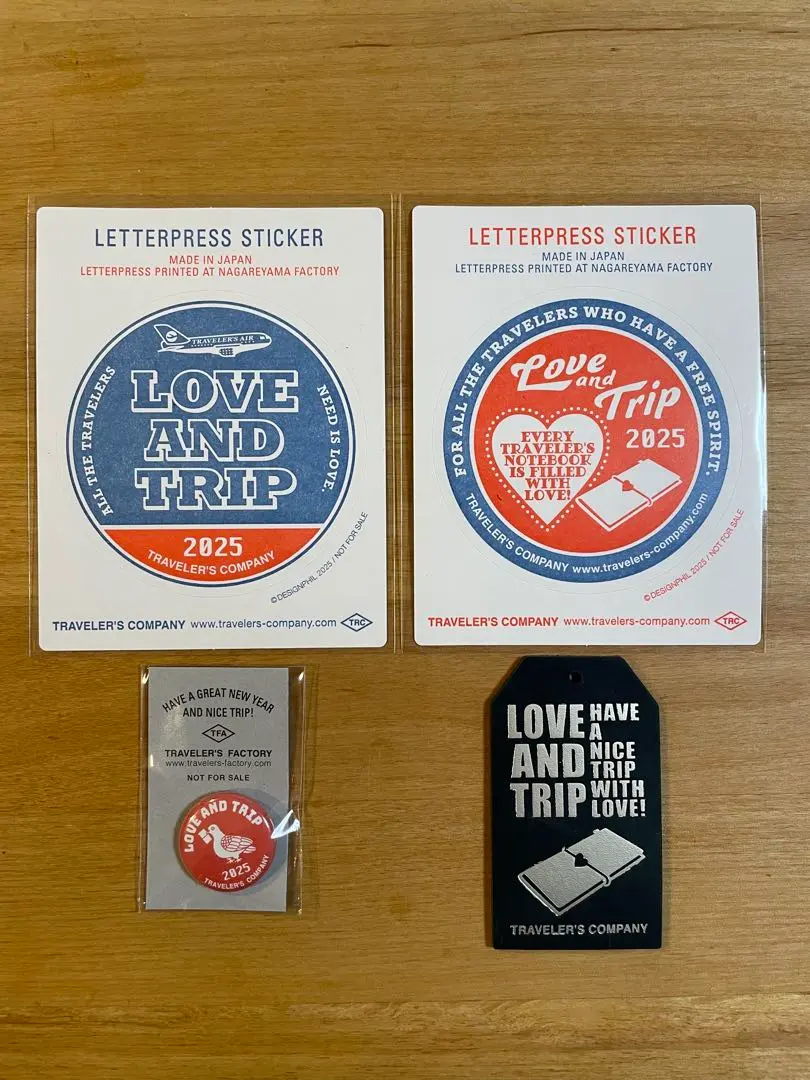 LETTERPRESS STICKER
MADE IN JAPAN
LETTERPRESS PRINTED AT NAGAREYAMA FACTORY
TRAVELER'S AIR
ALL THE TRAVELERS
NEED IS LOVE.
LOVE
AND
TRIP
2025
TRAVELER'S COMPANY
©DESIGNPHIL 2025 / NOT FOR SALE
TRAVELER'S COMPANY www.travelers-company.com TRC
LETTERPRESS STICKER
MADE IN JAPAN
LETTERPRESS PRINTED AT NAGAREYAMA FACTORY
FOR ALL THE TRAVELERS WHO HAVE A FREE SPIRIT.
Love
and
Trip
2025
EVERY
TRAVELER'S
NOTEBOOK
IS FILLED
WITH
LOVE!
TRAVELER'S COMPANY www.travelers-company.com
©DESIGNPHIL 2025 / NOT FOR SALE
TRAVELER'S COMPANY www.travelers-company.com TRC
HAVE A GREAT NEW YEAR
AND NICE TRIP!
TFA
TRAVELER'S FACTORY
www.travelers-factory.com
NOT FOR SALE
LOVE AND TRIP
2025
TRAVELER'S COMPANY
LOVE
AND
TRIP
HAVE
A
NICE
TRIP
WITH
LOVE!
TRAVELER'S COMPANY